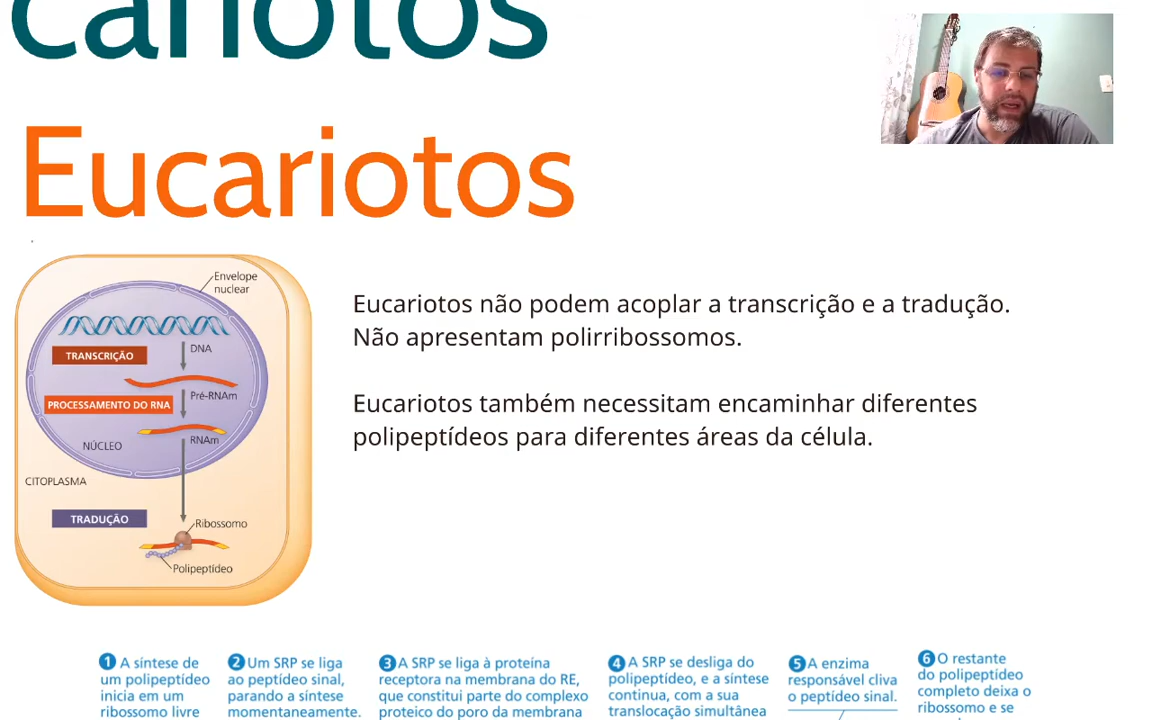 cariotos
Eucariotos
Envelope
nuclear
DNA
TRANSCRIÇÃO
Pré-RNAm
PROCESSAMENTO DO RNA
RNAm
NÚCLEO
CITOPLASMA
TRADUÇÃO
Ribossomo
Polipeptídeo
Eucariotos não podem acoplar a transcrição e a tradução.
Não apresentam polirribossomos.
Eucariotos também necessitam encaminhar diferentes
polipeptídeos para diferentes áreas da célula.
1 A síntese de
um polipeptídeo
inicia em um
ribossomo livre
2 Um SRP se liga
ao peptídeo sinal,
parando a síntese
momentaneamente.
3 A SRP se liga à proteína
receptora na membrana do RE,
que constitui parte do complexo
proteico do poro da membrana
4 A SRP se desliga do
polipeptídeo, e a síntese
continua, com a sua
translocação simultânea
5 A enzima
responsável cliva
o peptídeo sinal.
6 O restante
do polipeptídeo
completo deixa o
ribossomo e se